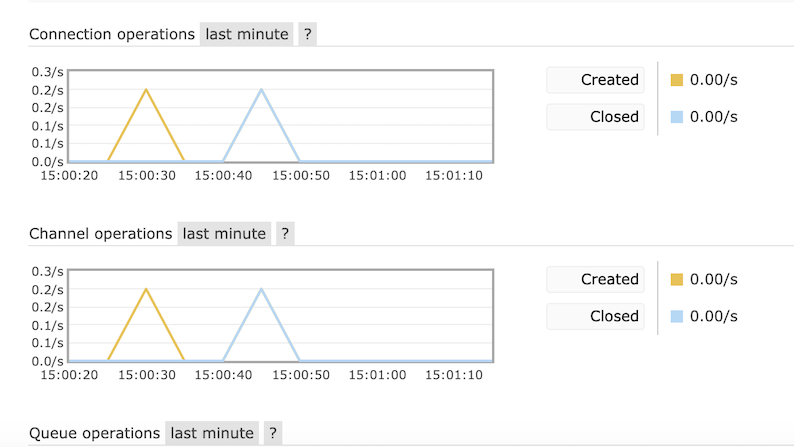 Connection operations last minute ?
0.3/s
0.2/s
0.2/s
0.1/s
0.1/s
0.0/s
15:00:20 15:00:30 15:00:40 15:00:50 15:01:00 15:01:10
Created 0.00/s
Closed 0.00/s
Channel operations last minute ?
0.3/s
0.2/s
0.2/s
0.1/s
0.1/s
0.0/s
15:00:20 15:00:30 15:00:40 15:00:50 15:01:00 15:01:10
Created 0.00/s
Closed 0.00/s
Queue operations last minute ?